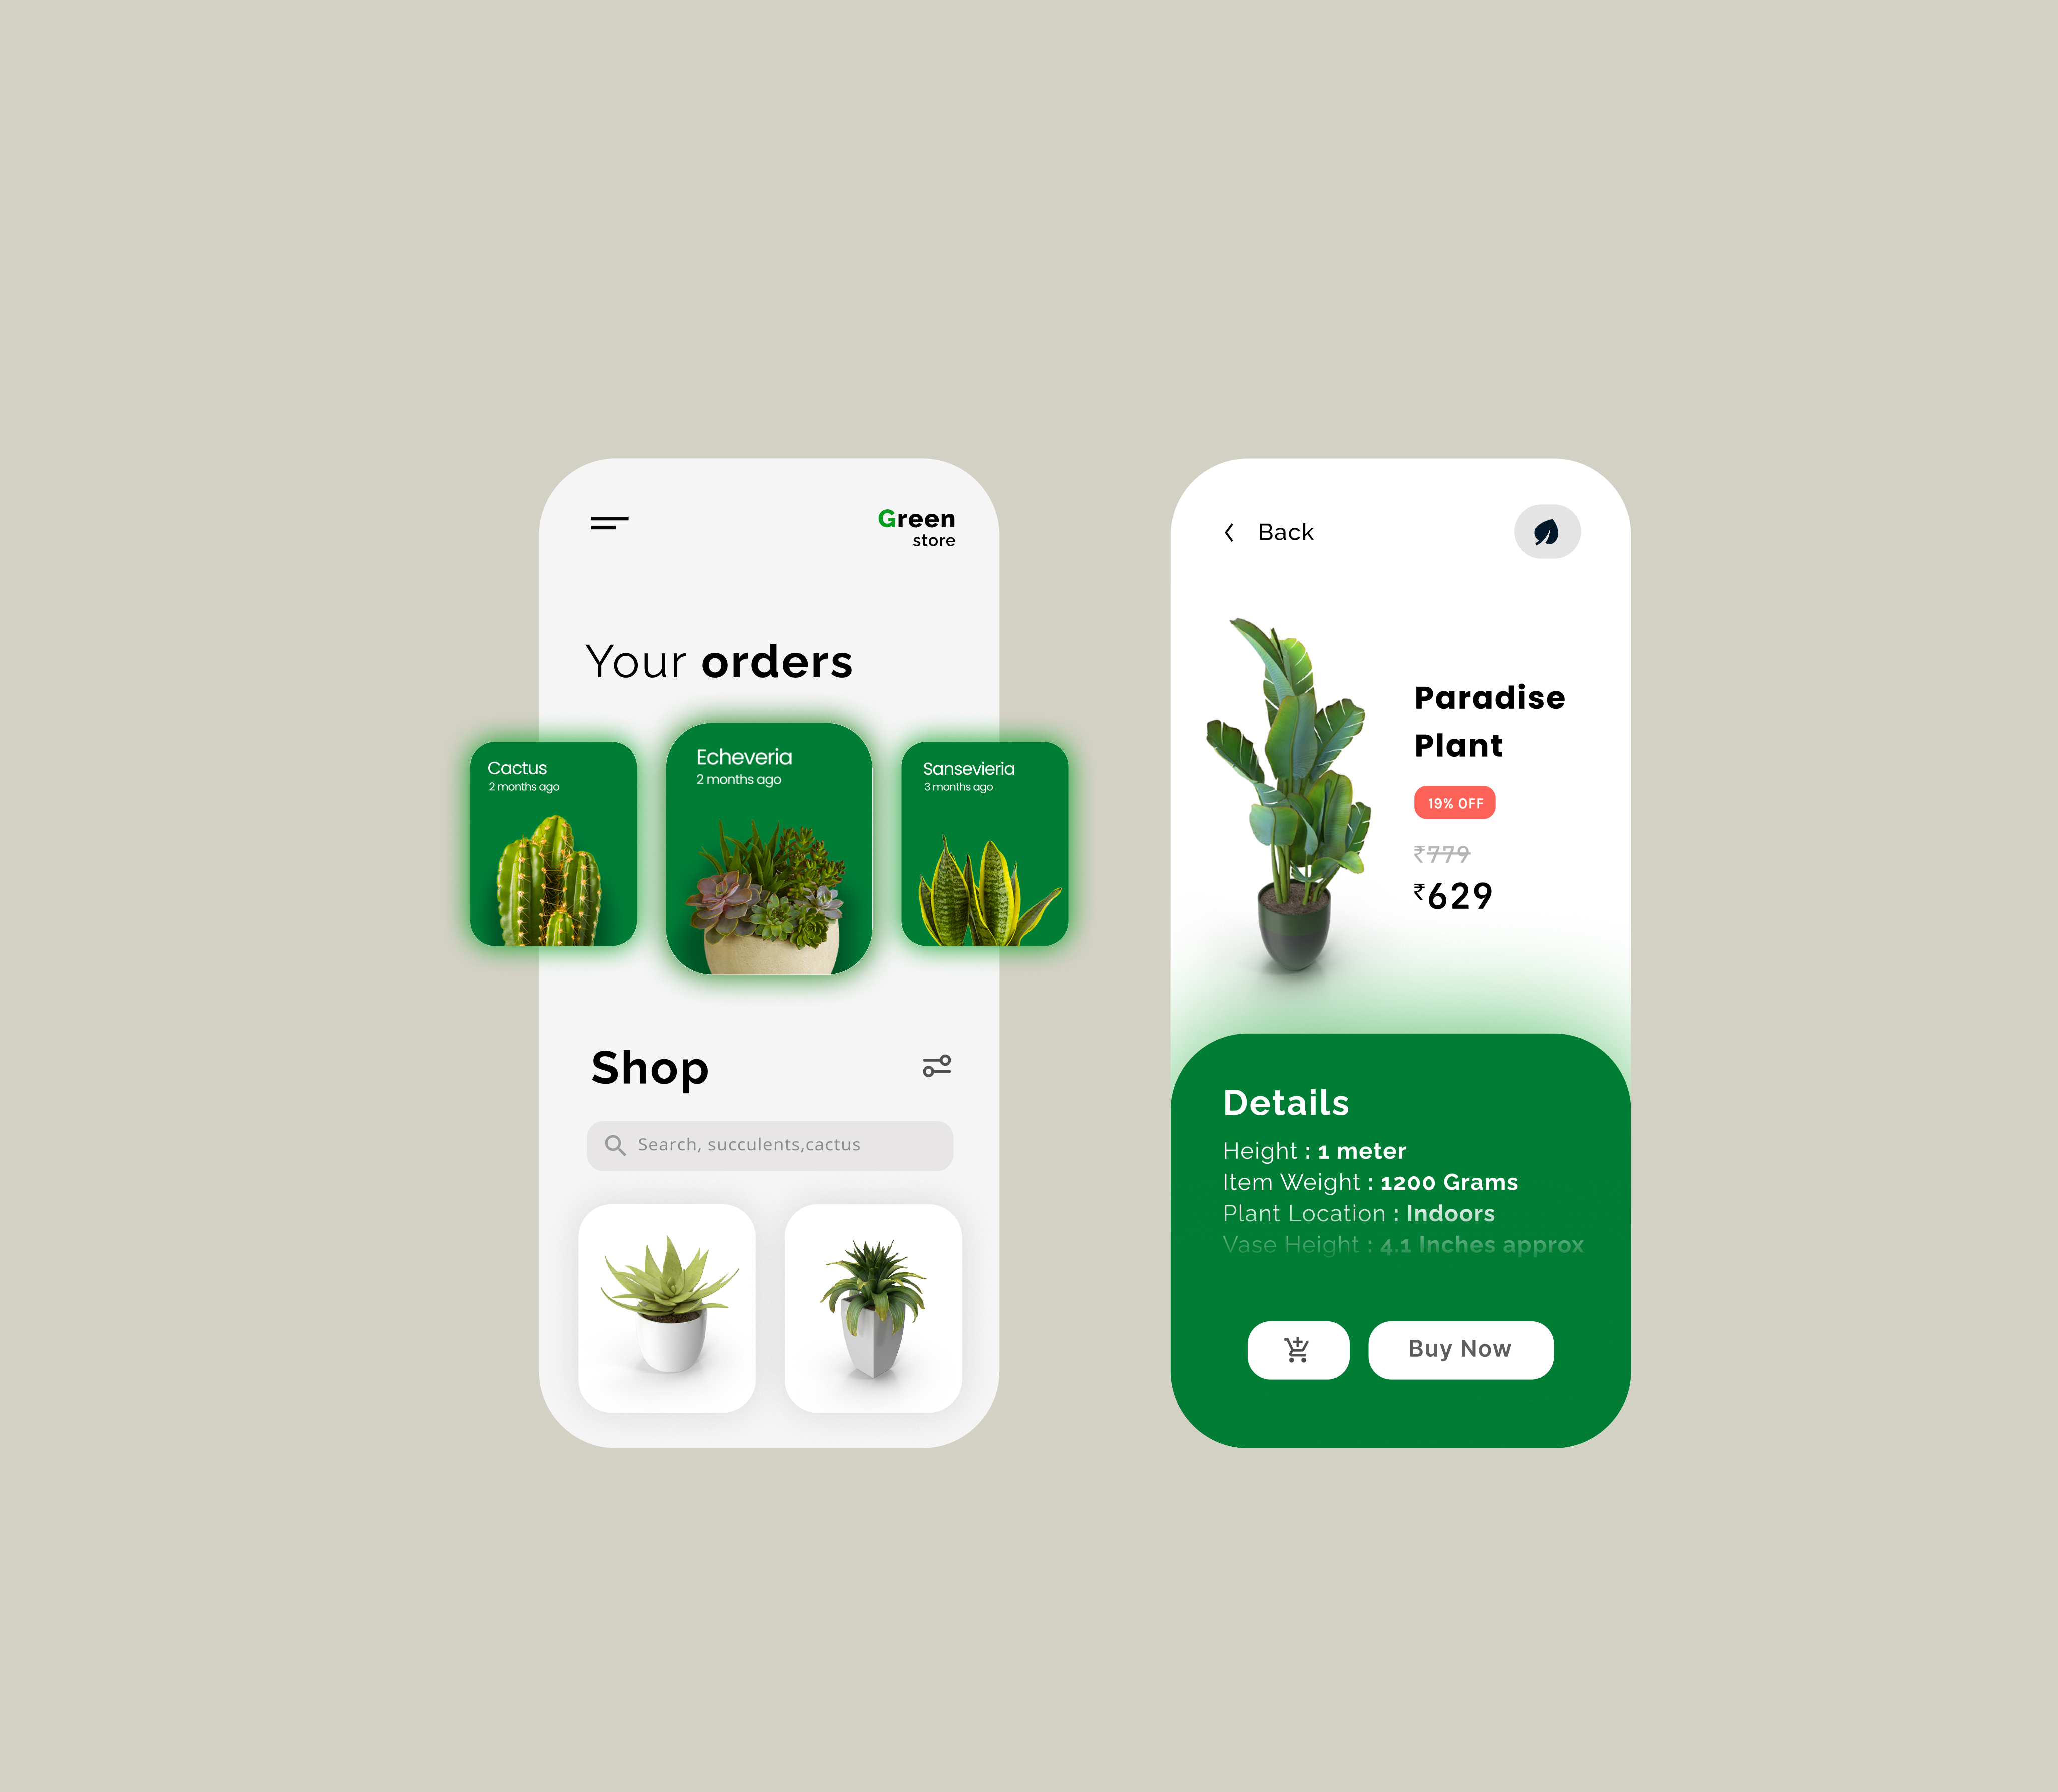 Green
store
Your orders
Cactus
2 months ago
Echeveria
2 months ago
Sansevieria
3 months ago
Shop
Search, succulents,cactus
Back
Paradise
Plant
19% OFF
₹779
₹629
Details
Height : 1 meter
Item Weight : 1200 Grams
Plant Location : Indoors
Vase Height : 4.1 Inches approx
Buy Now